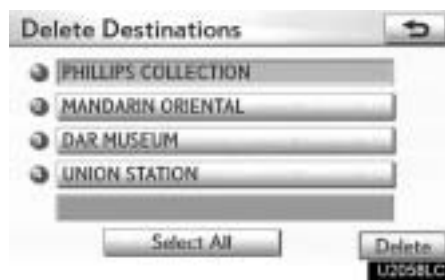 Delete Destinations
PHILLIPS COLLECTION
MANDARIN ORIENTAL
DAR MUSEUM
UNION STATION
Select All
Delete
U2058LC